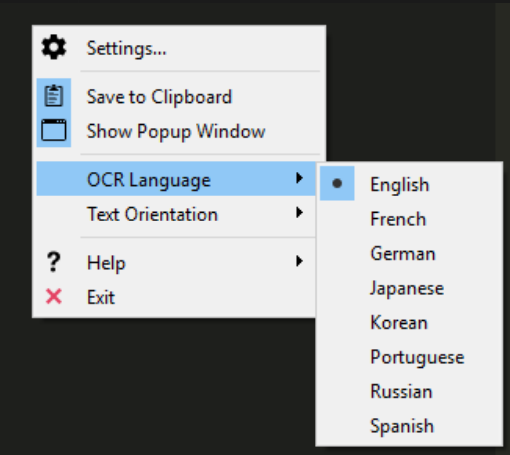 Settings...
Save to Clipboard
Show Popup Window
OCR Language
Text Orientation
Help
Exit
English
French
German
Japanese
Korean
Portuguese
Russian
Spanish